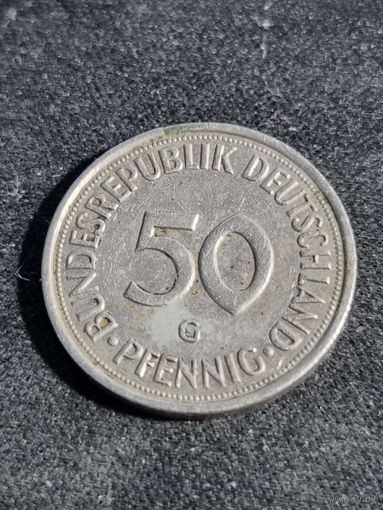 BUNDESREPUBLIK DEUTSCHLAND
50
G
· PFENNIG ·